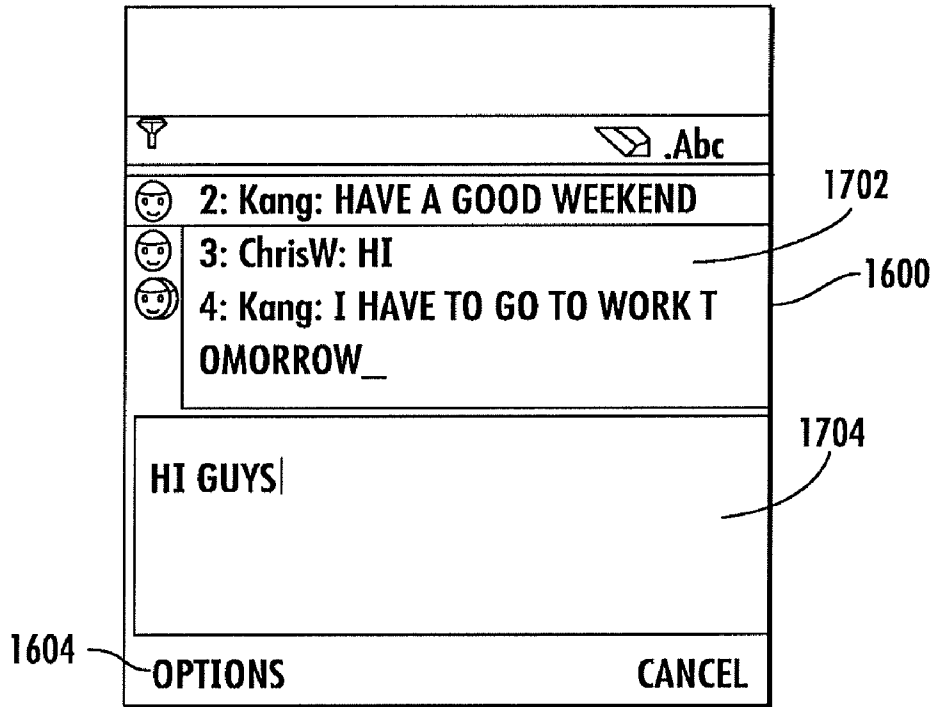 .Abc
2: Kang: HAVE A GOOD WEEKEND
1702
3: ChrisW: HI
1600
4: Kang: I HAVE TO GO TO WORK T
OMORROW_
1704
HI GUYS
1604
OPTIONS CANCEL